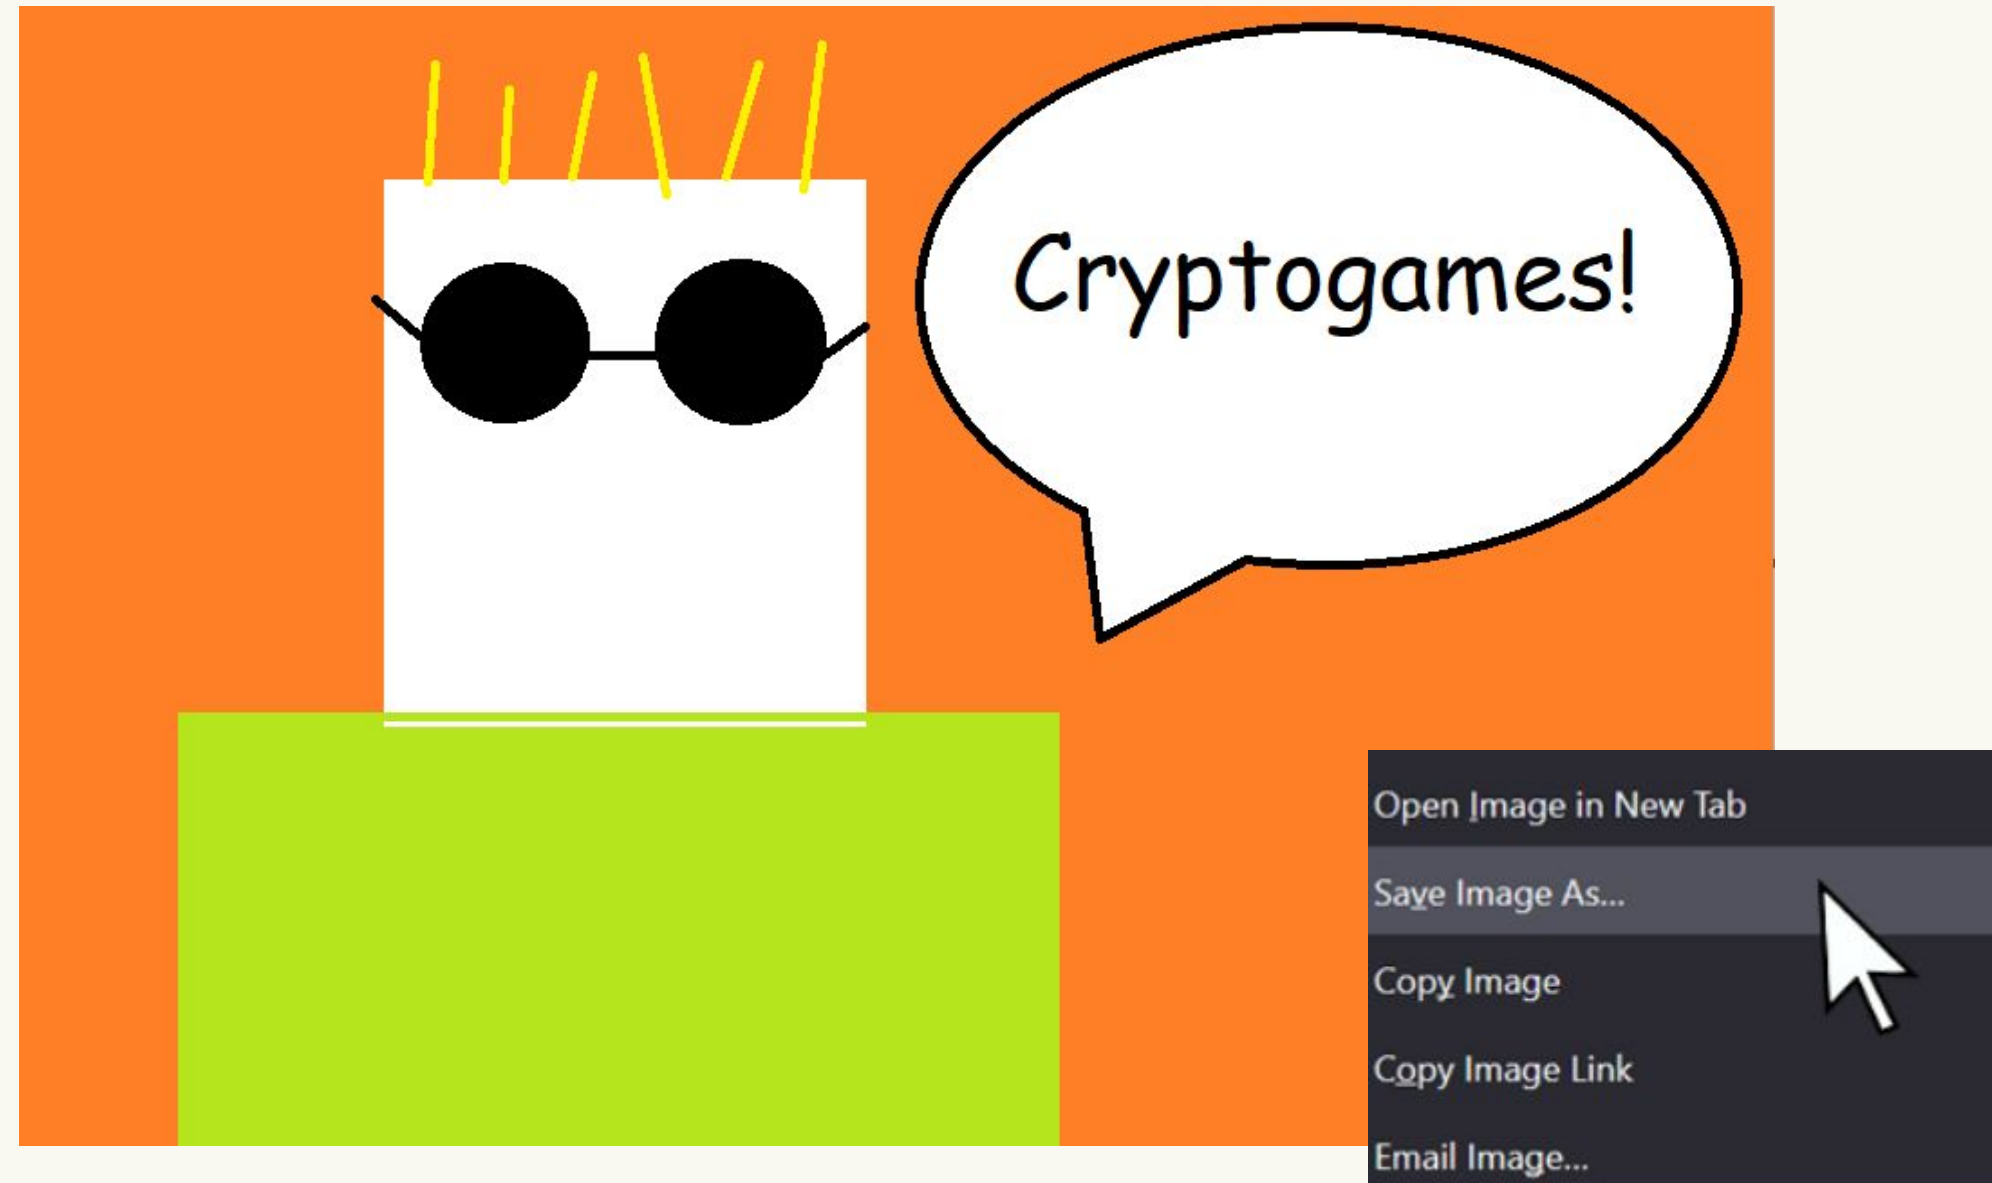 Cryptogames!
Open Image in New Tab
Save Image As...
Copy Image
Copy Image Link
Email Image...